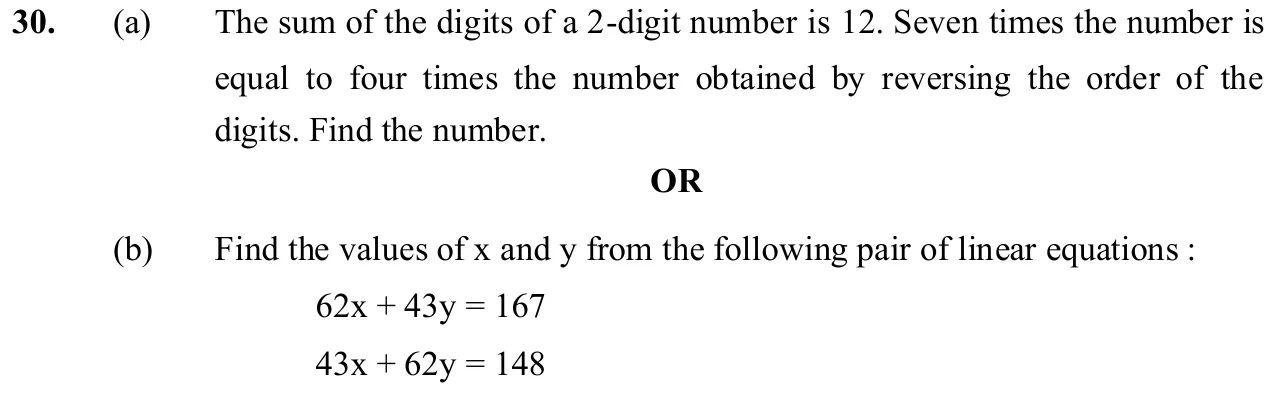 30. (a) The sum of the digits of a 2-digit number is 12. Seven times the number is
equal to four times the number obtained by reversing the order of the
digits. Find the number.
OR
(b) Find the values of x and y from the following pair of linear equations :
62x + 43y = 167
43x + 62y = 148